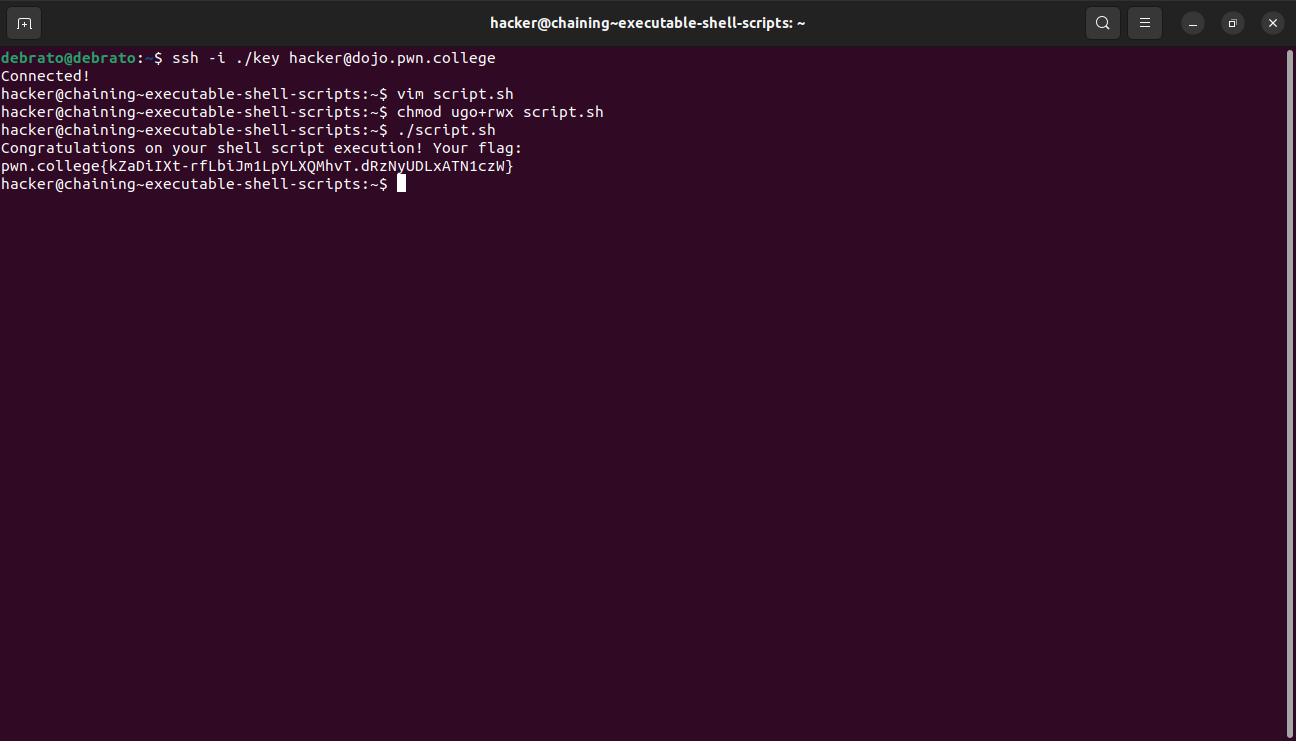 hacker@chaining~executable-shell-scripts: ~
debrato@debrato:~$ ssh -i ./key hacker@dojo.pwn.college
Connected!
hacker@chaining~executable-shell-scripts:~$ vim script.sh
hacker@chaining~executable-shell-scripts:~$ chmod ugo+rwx script.sh
hacker@chaining~executable-shell-scripts:~$ ./script.sh
Congratulations on your shell script execution! Your flag:
pwn.college{kZaDiIXt-rfLbiJm1LpYLXQMhvT.dRzNyUDLxATN1czW}
hacker@chaining~executable-shell-scripts:~$